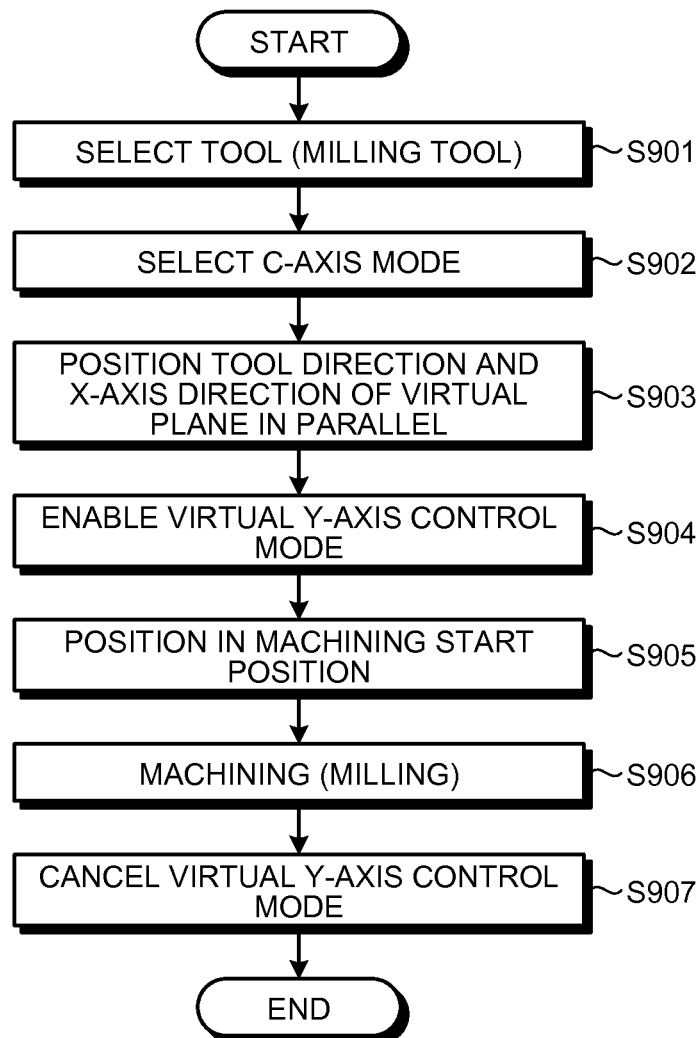 START
SELECT TOOL (MILLING TOOL)
S901
SELECT C-AXIS MODE
S902
POSITION TOOL DIRECTION AND
X-AXIS DIRECTION OF VIRTUAL
PLANE IN PARALLEL
S903
ENABLE VIRTUAL Y-AXIS CONTROL
MODE
S904
POSITION IN MACHINING START
POSITION
S905
MACHINING (MILLING)
S906
CANCEL VIRTUAL Y-AXIS CONTROL
MODE
S907
END